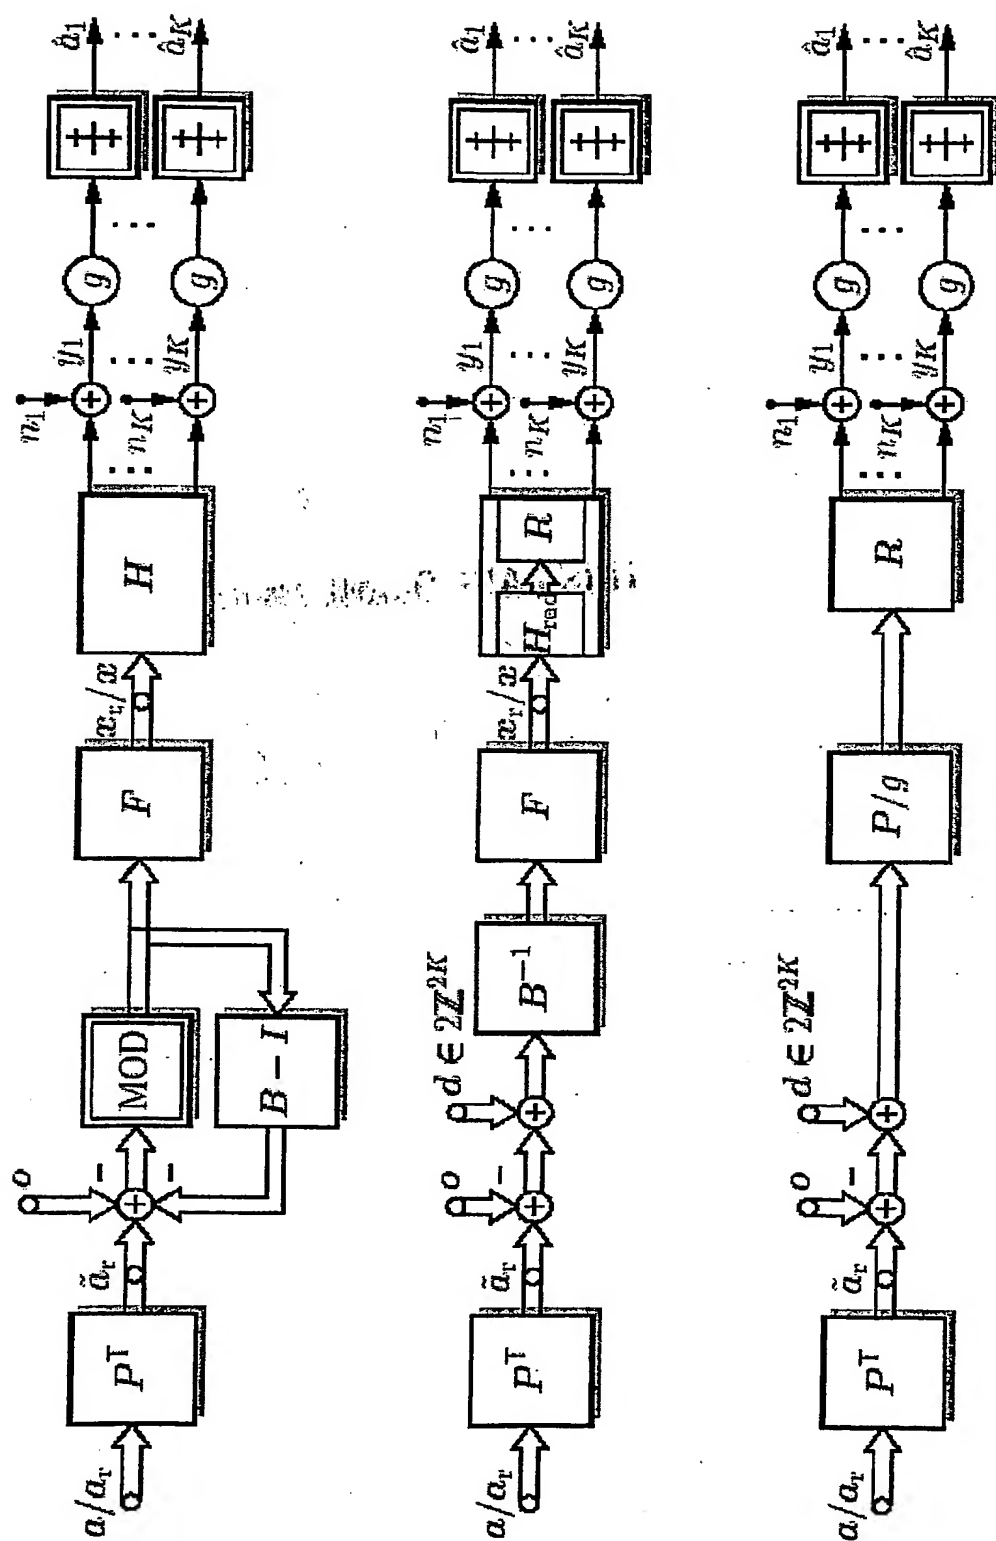 a/a_r
P^T
ã_r
o
−
+
−
MOD
B − I
F
x_r/x
H
n_1
+
y_1
g
â_1
...
n_K
+
y_K
g
â_K
a/a_r
P^T
ã_r
o
−
+
d ∈ 2ℤ^{2K}
+
B^{−1}
F
x_r/x
H_red
R
n_1
+
y_1
g
â_1
...
n_K
+
y_K
g
â_K
a/a_r
P^T
ã_r
o
−
+
d ∈ 2ℤ^{2K}
+
P/g
R
n_1
+
y_1
g
â_1
...
n_K
+
y_K
g
â_K